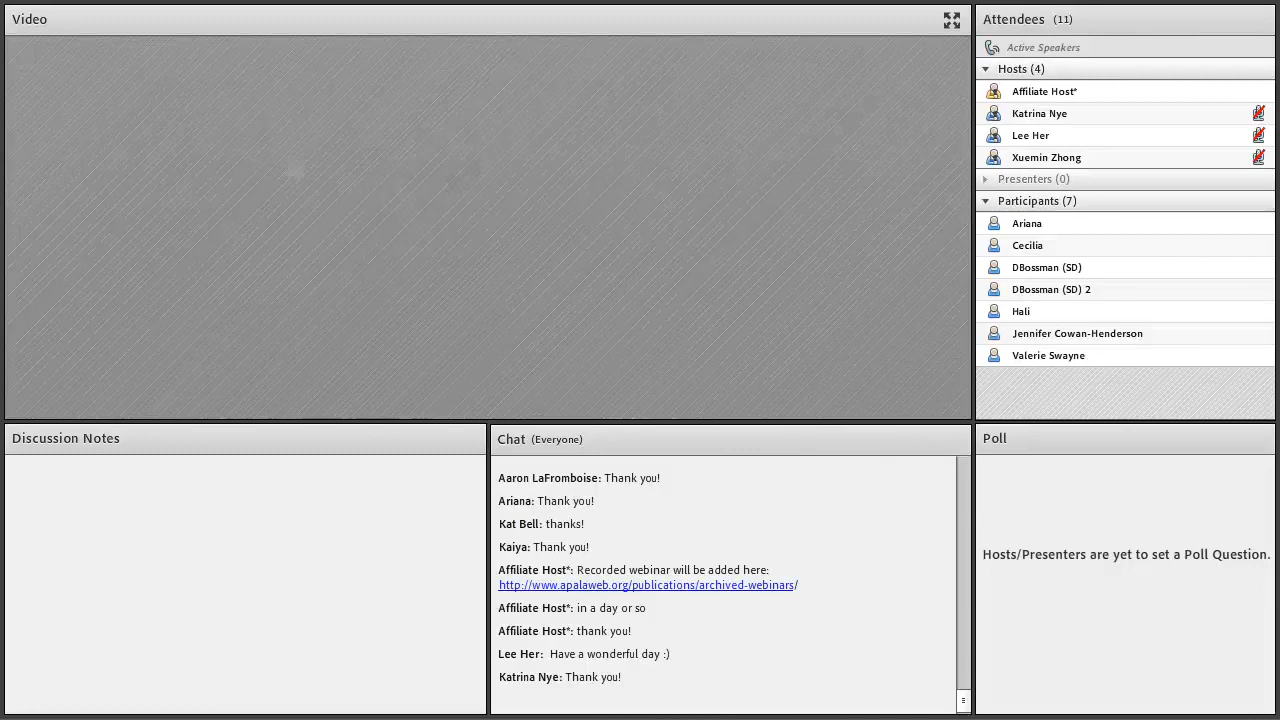 Video
Attendees (11)
Active Speakers
Hosts (4)
Affiliate Host*
Katrina Nye
Lee Her
Xuemin Zhong
Presenters (0)
Participants (7)
Ariana
Cecilia
DBossman (SD)
DBossman (SD) 2
Hali
Jennifer Cowan-Henderson
Valerie Swayne
Discussion Notes
Chat (Everyone)
Aaron LaFromboise: Thank you!
Ariana: Thank you!
Kat Bell: thanks!
Kaiya: Thank you!
Affiliate Host*: Recorded webinar will be added here:
http://www.apalaweb.org/publications/archived-webinars/
Affiliate Host*: in a day or so
Affiliate Host*: thank you!
Lee Her: Have a wonderful day :)
Katrina Nye: Thank you!
Poll
Hosts/Presenters are yet to set a Poll Question.